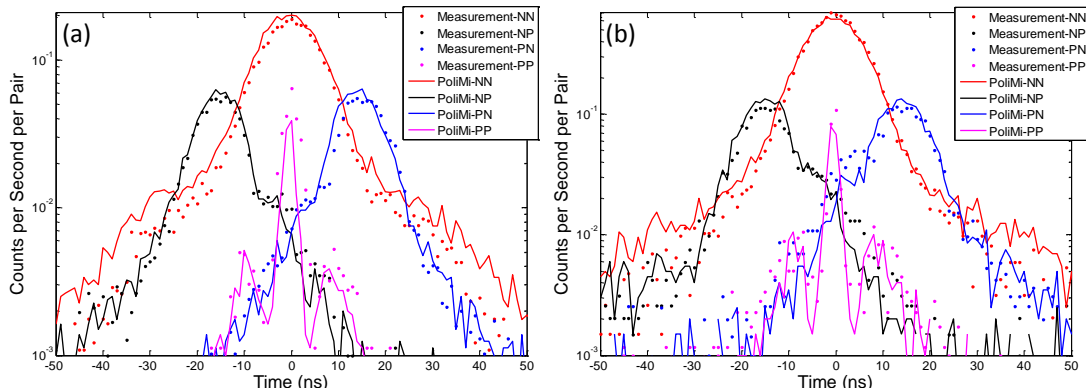 (a)
Measurement-NN
Measurement-NP
Measurement-PN
Measurement-PP
PoliMi-NN
PoliMi-NP
PoliMi-PN
PoliMi-PP
10^-1
10^-2
10^-3
Counts per Second per Pair
-50 -40 -30 -20 -10 0 10 20 30 40 50
Time (ns)
(b)
Measurement-NN
Measurement-NP
Measurement-PN
Measurement-PP
PoliMi-NN
PoliMi-NP
PoliMi-PN
PoliMi-PP
10^-1
10^-2
10^-3
Counts per Second per Pair
-50 -40 -30 -20 -10 0 10 20 30 40 50
Time (ns)